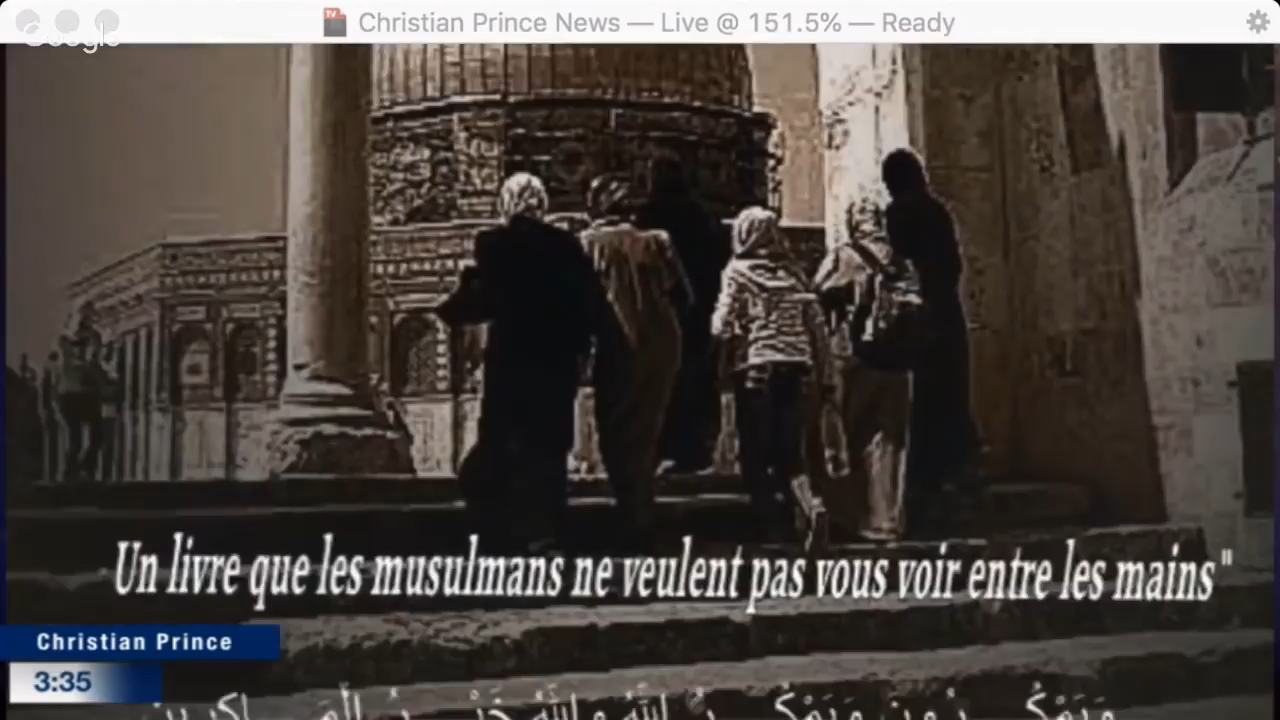 Christian Prince News — Live @ 151.5% — Ready
Google
Un livre que les musulmans ne veulent pas vous voir entre les mains"
Christian Prince
3:35